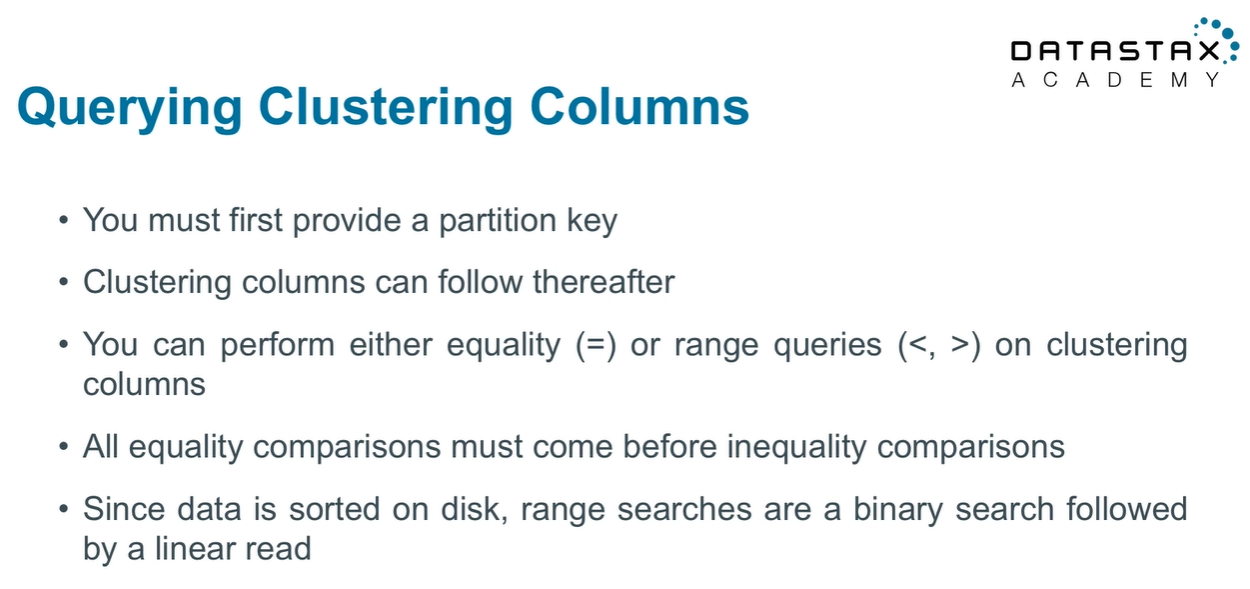 DATASTAX
ACADEMY
Querying Clustering Columns
• You must first provide a partition key
• Clustering columns can follow thereafter
• You can perform either equality (=) or range queries (<, >) on clustering
columns
• All equality comparisons must come before inequality comparisons
• Since data is sorted on disk, range searches are a binary search followed
by a linear read